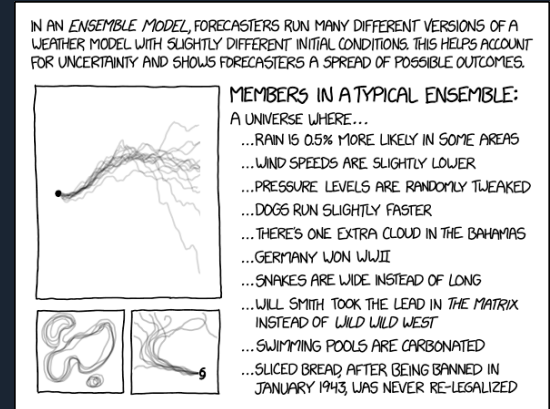 IN AN ENSEMBLE MODEL, FORECASTERS RUN MANY DIFFERENT VERSIONS OF A
WEATHER MODEL WITH SLIGHTLY DIFFERENT INITIAL CONDITIONS. THIS HELPS ACCOUNT
FOR UNCERTAINTY AND SHOWS FORECASTERS A SPREAD OF POSSIBLE OUTCOMES.
MEMBERS IN A TYPICAL ENSEMBLE:
A UNIVERSE WHERE...
...RAIN IS 0.5% MORE LIKELY IN SOME AREAS
...WIND SPEEDS ARE SLIGHTLY LOWER
...PRESSURE LEVELS ARE RANDOMLY TWEAKED
...DOGS RUN SLIGHTLY FASTER
...THERE'S ONE EXTRA CLOUD IN THE BAHAMAS
...GERMANY WON WWII
...SNAKES ARE WIDE INSTEAD OF LONG
...WILL SMITH TOOK THE LEAD IN THE MATRIX
INSTEAD OF WILD WILD WEST
...SWIMMING POOLS ARE CARBONATED
...SLICED BREAD, AFTER BEING BANNED IN
JANUARY 1943, WAS NEVER RE-LEGALIZED